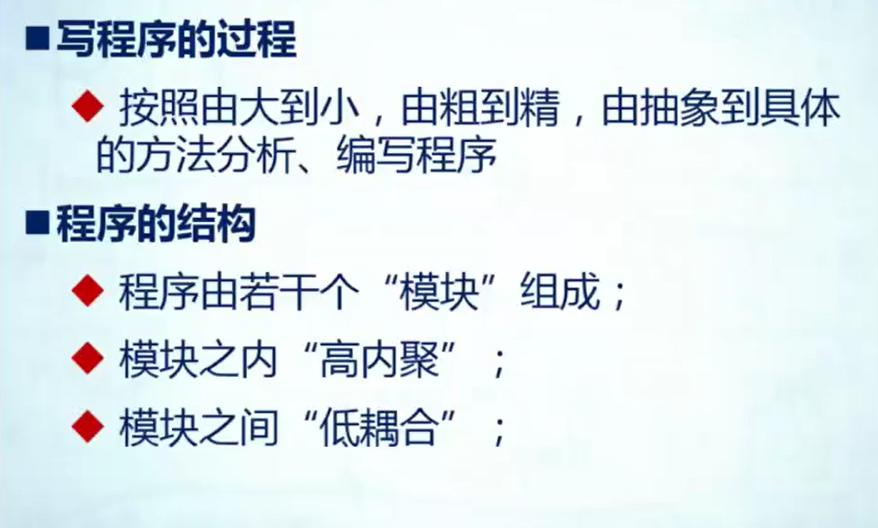 ■写程序的过程
◆ 按照由大到小，由粗到精，由抽象到具体
的方法分析、编写程序
■程序的结构
◆ 程序由若干个“模块”组成；
◆ 模块之内“高内聚”；
◆ 模块之间“低耦合”；